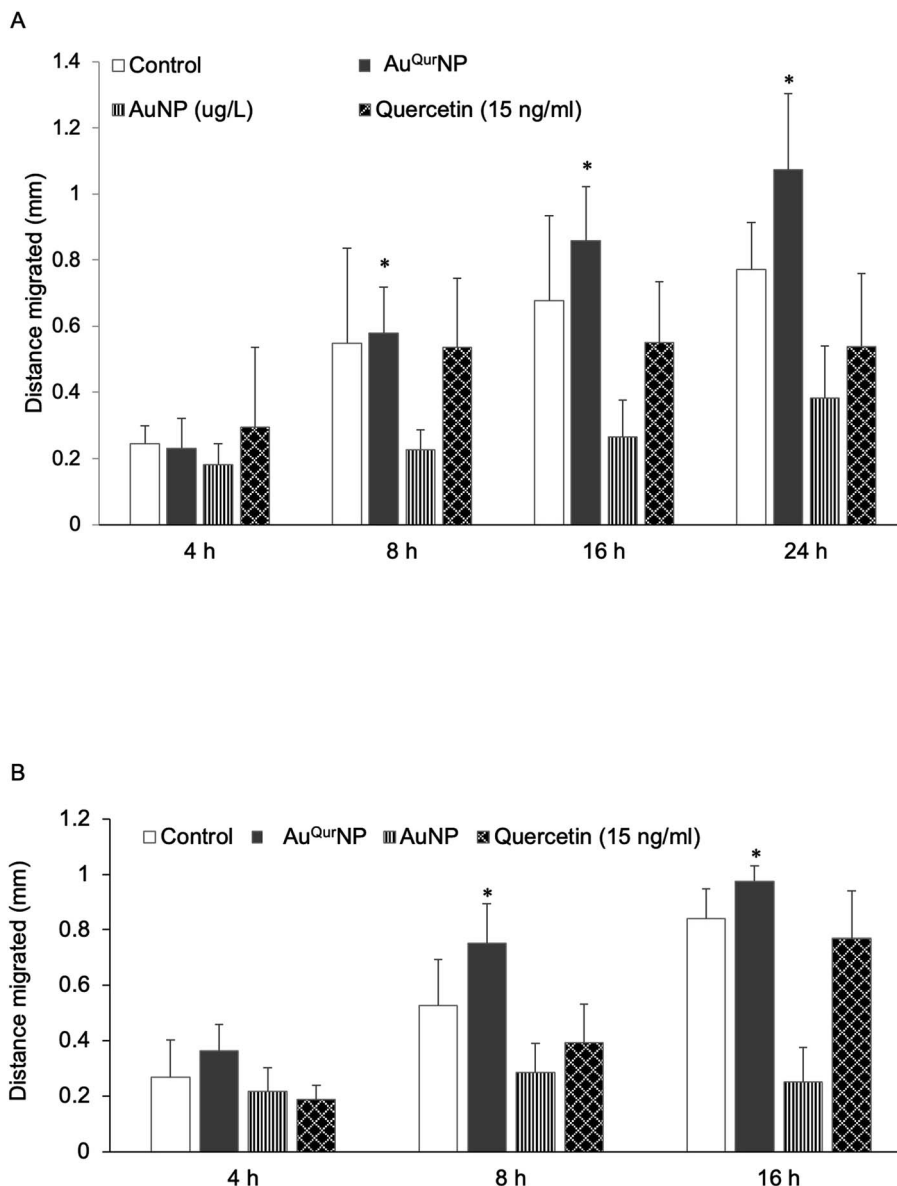 A
1.4
Control
Au^QurNP
AuNP (ug/L)
Quercetin (15 ng/ml)
1.2
1
0.8
0.6
0.4
0.2
0
Distance migrated (mm)
*
*
*
4 h
8 h
16 h
24 h
B
1.2
Control
Au^QurNP
AuNP
Quercetin (15 ng/ml)
1
0.8
0.6
0.4
0.2
0
Distance migrated (mm)
*
*
4 h
8 h
16 h